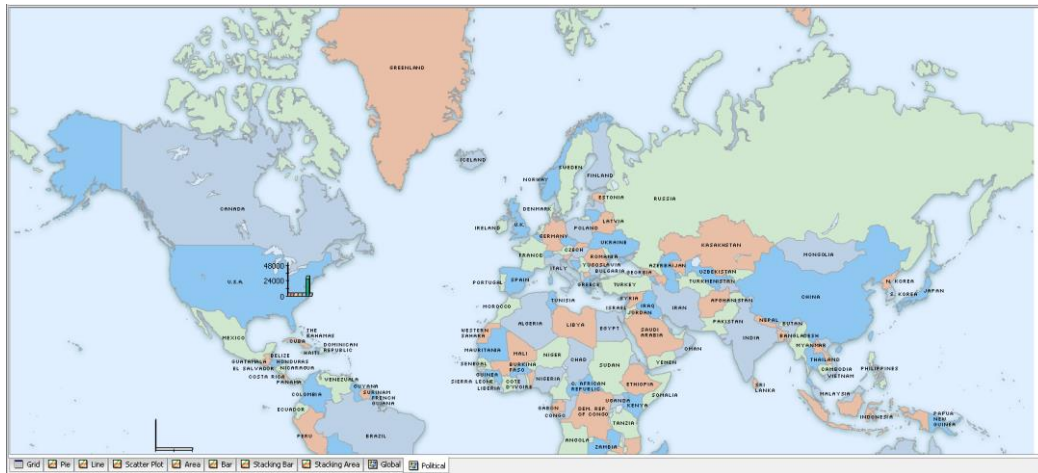 GREENLAND
ICELAND
SWEDEN
NORWAY
FINLAND
RUSSIA
ESTONIA
DENMARK
LATVIA
CANADA
IRELAND
U.K.
POLAND
GERMANY
UKRAINE
KAZAKHSTAN
MONGOLIA
CZECH
FRANCE
ROMANIA
YUGOSLAVIA
ITALY
BULGARIA
GEORGIA
AZERBAIJAN
UZBEKISTAN
TURKMENISTAN
U.S.A.
48000
24000
0
PORTUGAL
SPAIN
GREECE
TURKEY
N. KOREA
S. KOREA
JAPAN
CHINA
MOROCCO
TUNISIA
SYRIA
ISRAEL
IRAQ
JORDAN
IRAN
AFGHANISTAN
PAKISTAN
NEPAL
BUTAN
BANGLADESH
MEXICO
THE
BAHAMAS
CUBA
DOMINICAN
REPUBLIC
HAITI
WESTERN
SAHARA
ALGERIA
LIBYA
EGYPT
SAUDI
ARABIA
OMAN
INDIA
MYANMAR
BELIZE
GUATEMALA
HONDURAS
EL SALVADOR
NICARAGUA
COSTA RICA
PANAMA
MAURITANIA
MALI
NIGER
CHAD
SUDAN
YEMEN
THAILAND
CAMBODIA
VIETNAM
PHILIPPINES
SENEGAL
GUINEA
SIERRA LEONE
LIBERIA
BURKINA
FASO
COTE
D'IVOIRE
NIGERIA
C. AFRICAN
REPUBLIC
ETHIOPIA
SOMALIA
SRI
LANKA
MALAYSIA
VENEZUELA
GUYANA
SURINAM
FRENCH
GUIANA
COLOMBIA
ECUADOR
PERU
BRAZIL
GABON
CONGO
DEM. REP.
OF CONGO
UGANDA
KENYA
TANZIA
ANGOLA
ZAMBIA
INDONESIA
PAPUA
NEW
GUINEA
Grid Pie Line Scatter Plot Area Bar Stacking Bar Stacking Area Global Political